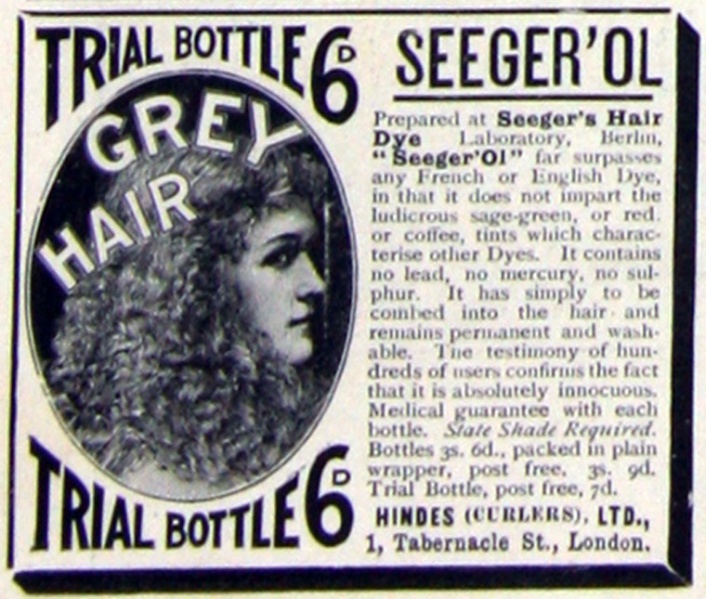 TRIAL BOTTLE 6D
GREY
HAIR
TRIAL BOTTLE 6D
SEEGER'OL
Prepared at Seeger's Hair
Dye Laboratory, Berlin,
"Seeger'Ol" far surpasses
any French or English Dye,
in that it does not impart the
ludicrous sage-green, or red.
or coffee, tints which charac-
terise other Dyes. It contains
no lead, no mercury, no sul-
phur. It has simply to be
combed into the hair and
remains permanent and wash-
able. The testimony of hun-
dreds of users confirms the fact
that it is absolutely innocuous.
Medical guarantee with each
bottle. State Shade Required.
Bottles 3s. 6d., packed in plain
wrapper, post free, 3s. 9d.
Trial Bottle, post free, 7d.
HINDES (CURLERS), LTD.,
1, Tabernacle St., London.